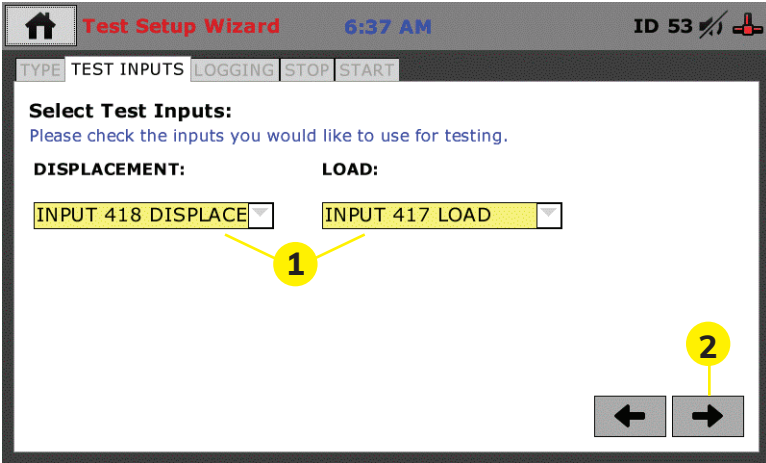 Test Setup Wizard 6:37 AM ID 53
TYPE TEST INPUTS LOGGING STOP START
Select Test Inputs:
Please check the inputs you would like to use for testing.
DISPLACEMENT: LOAD:
INPUT 418 DISPLACE INPUT 417 LOAD
1
2